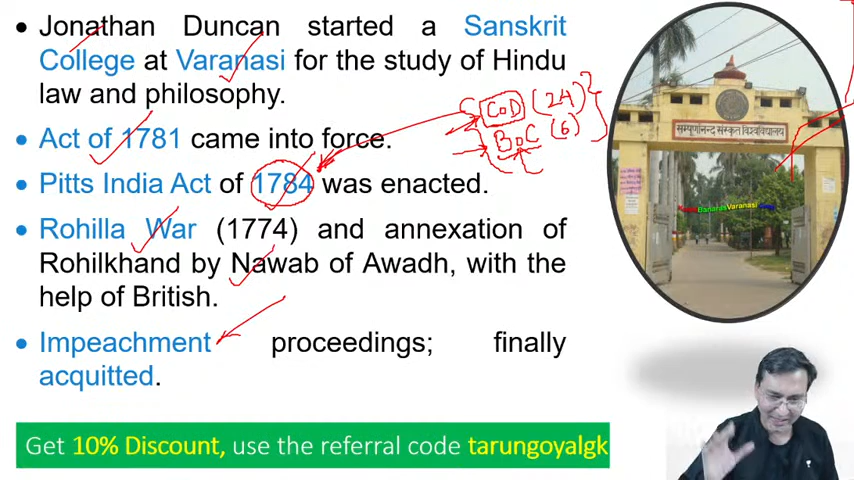 • Jonathan Duncan started a Sanskrit
College at Varanasi for the study of Hindu
law and philosophy.
• Act of 1781 came into force.
• Pitts India Act of 1784 was enacted.
• Rohilla War (1774) and annexation of
Rohilkhand by Nawab of Awadh, with the
help of British.
• Impeachment proceedings; finally
acquitted.
COD (24)
BOC (6)
सम्पूर्णानन्द संस्कृत विश्वविद्यालय
Get 10% Discount, use the referral code tarungoyalgk